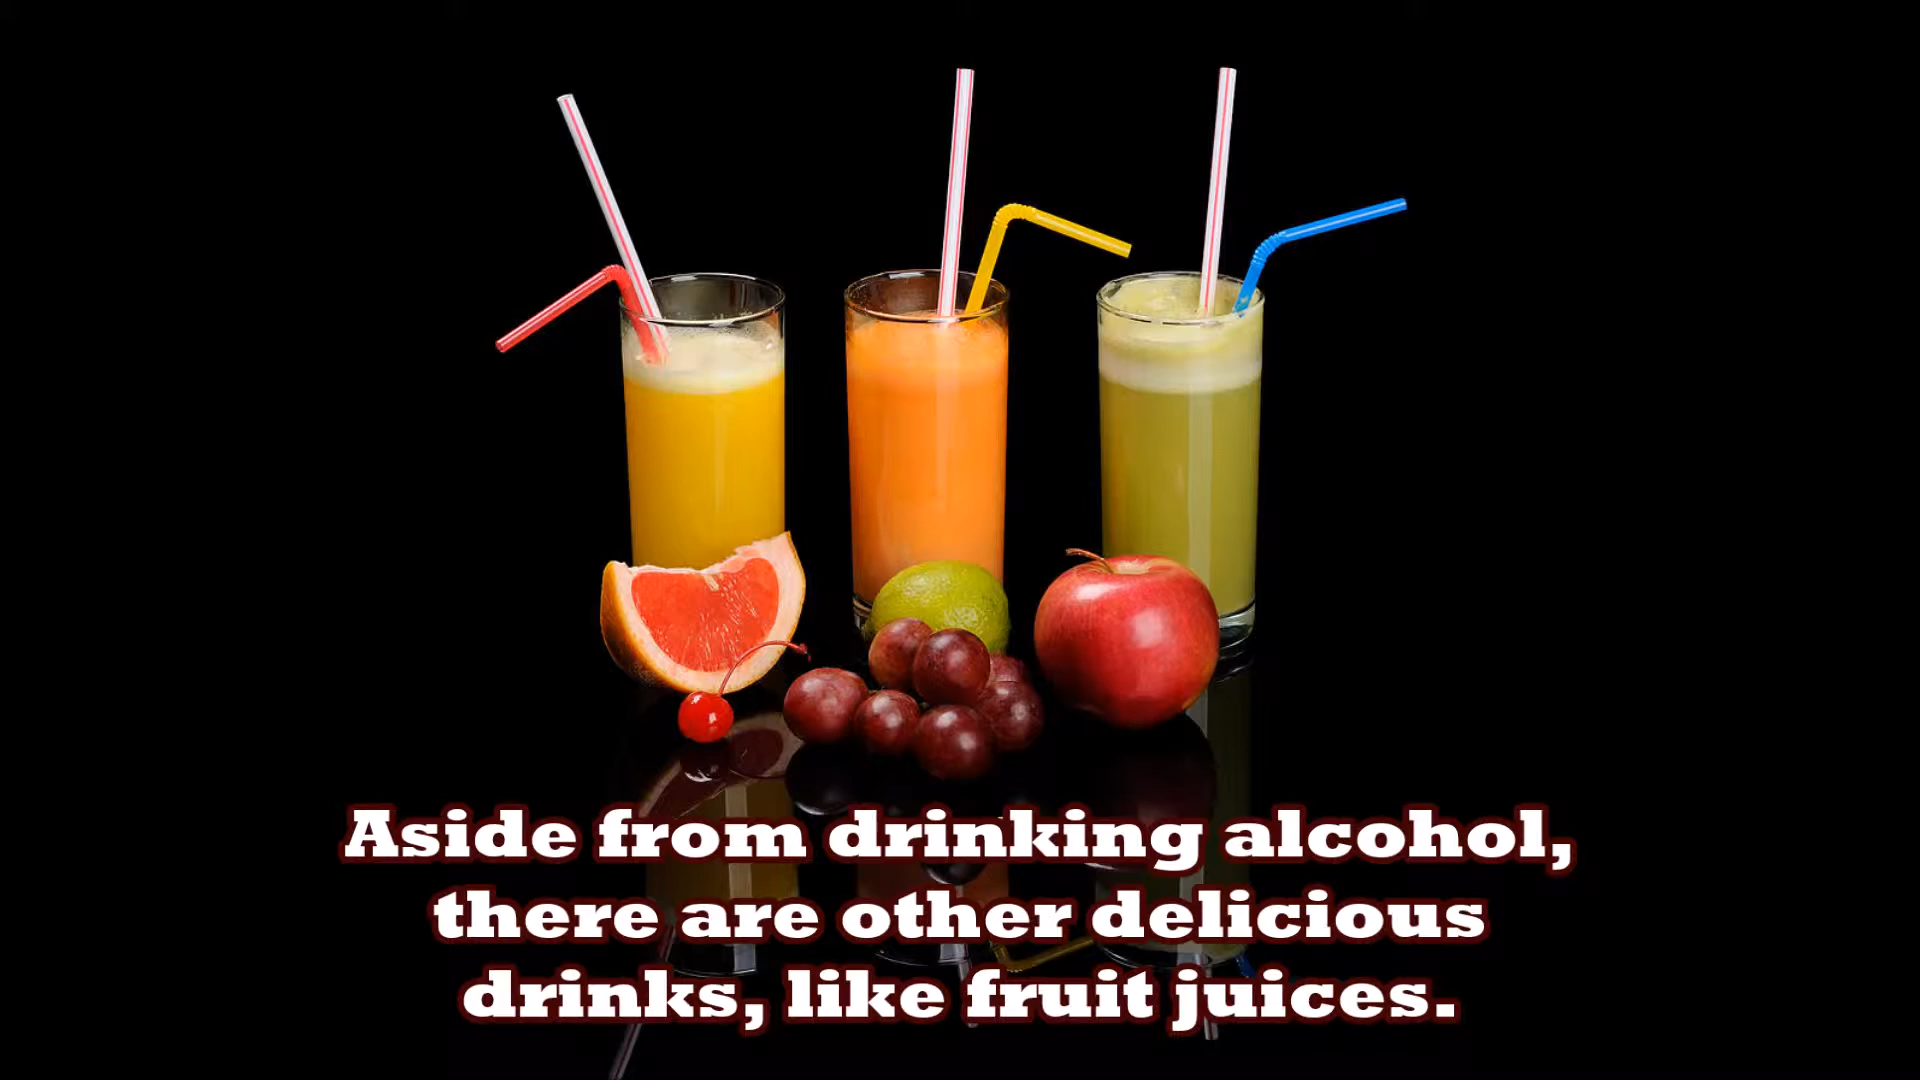 Aside from drinking alcohol,
there are other delicious
drinks, like fruit juices.